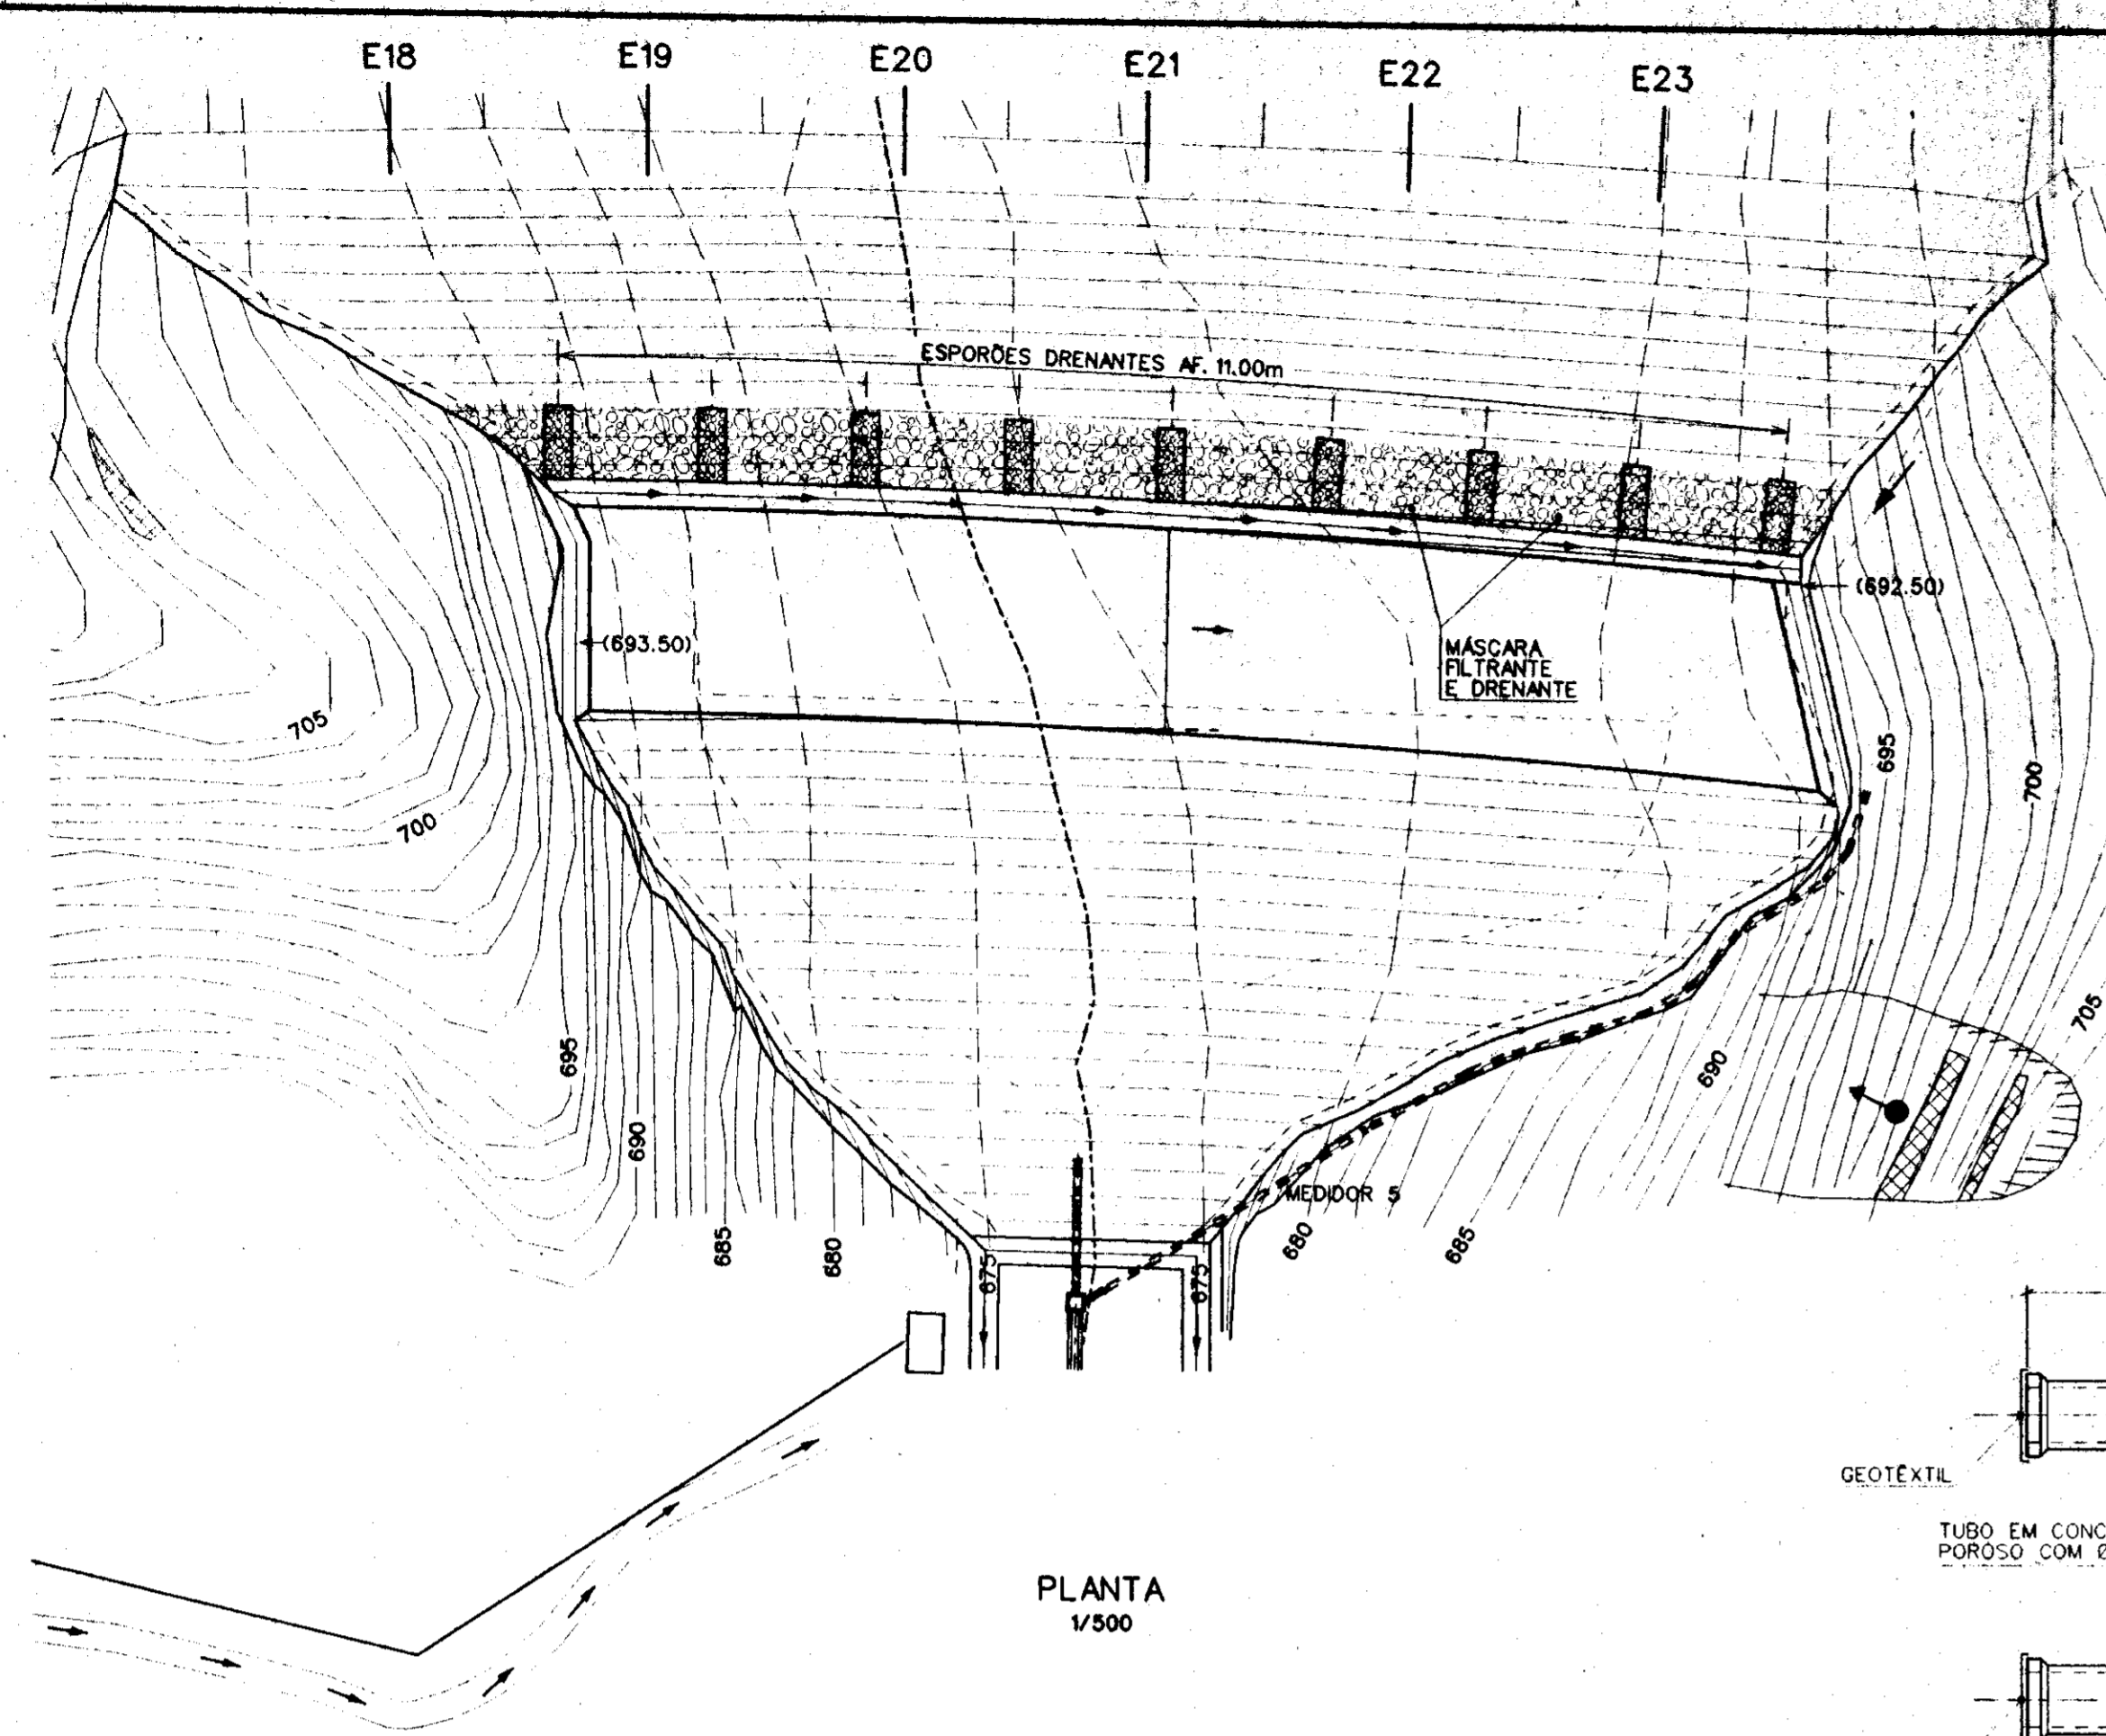 E18
E19
E20
E21
E22
E23
ESPORÕES DRENANTES AF. 11.00m
(692.50)
(693.50)
MÁSCARA
FILTRANTE
E DRENANTE
705
695
700
700
705
695
690
690
MEDIDOR 5
685
680
680
685
675
675
GEOTÊXTIL
TUBO EM CONC
POROSO COM Ø
PLANTA
1/500